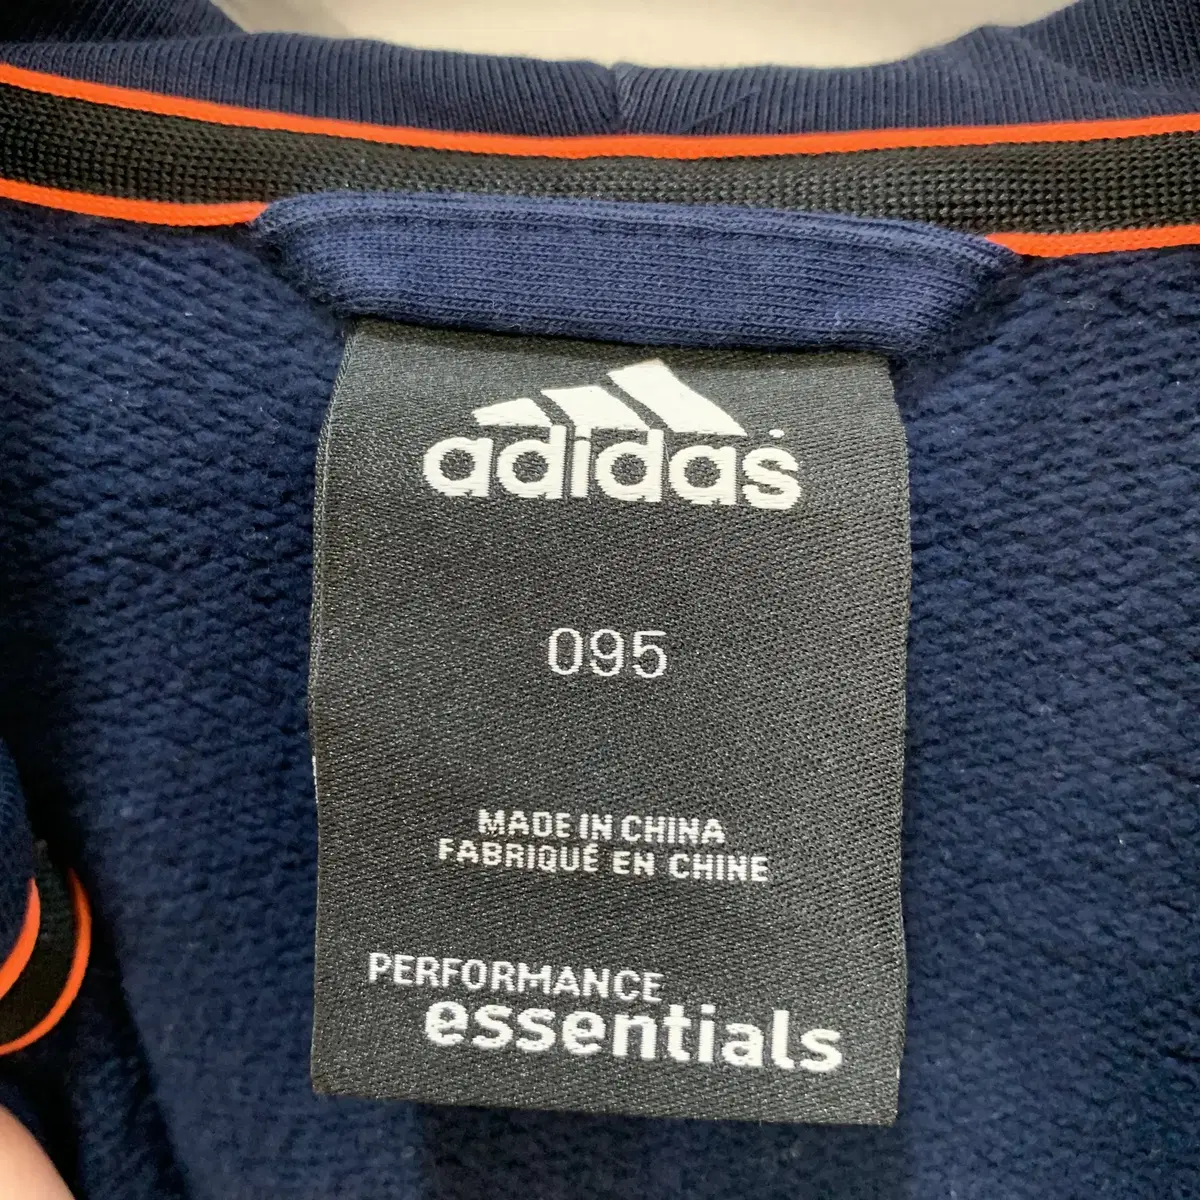 adidas
095
MADE IN CHINA
FABRIQUÉ EN CHINE
PERFORMANCE
essentials